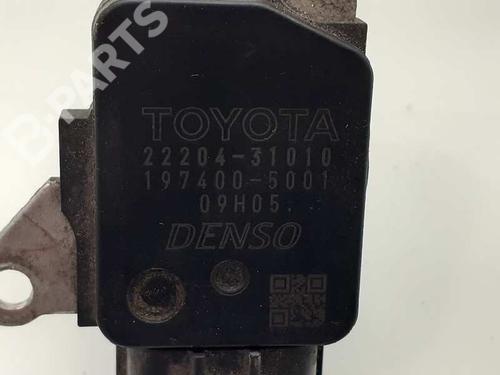 B-PARTS
TOYOTA
22204-31010
197400-5001
09H05
DENSO